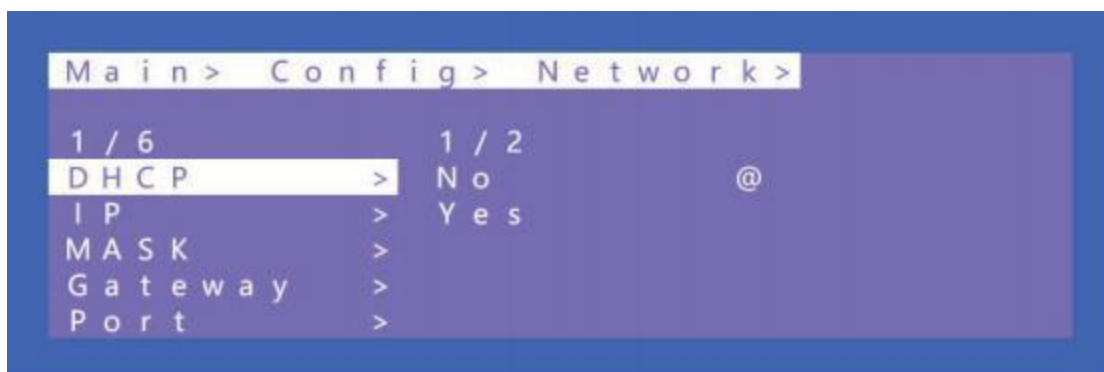 Main> Config> Network>
1/6 1/2
DHCP > No @
IP > Yes
MASK >
Gateway >
Port >